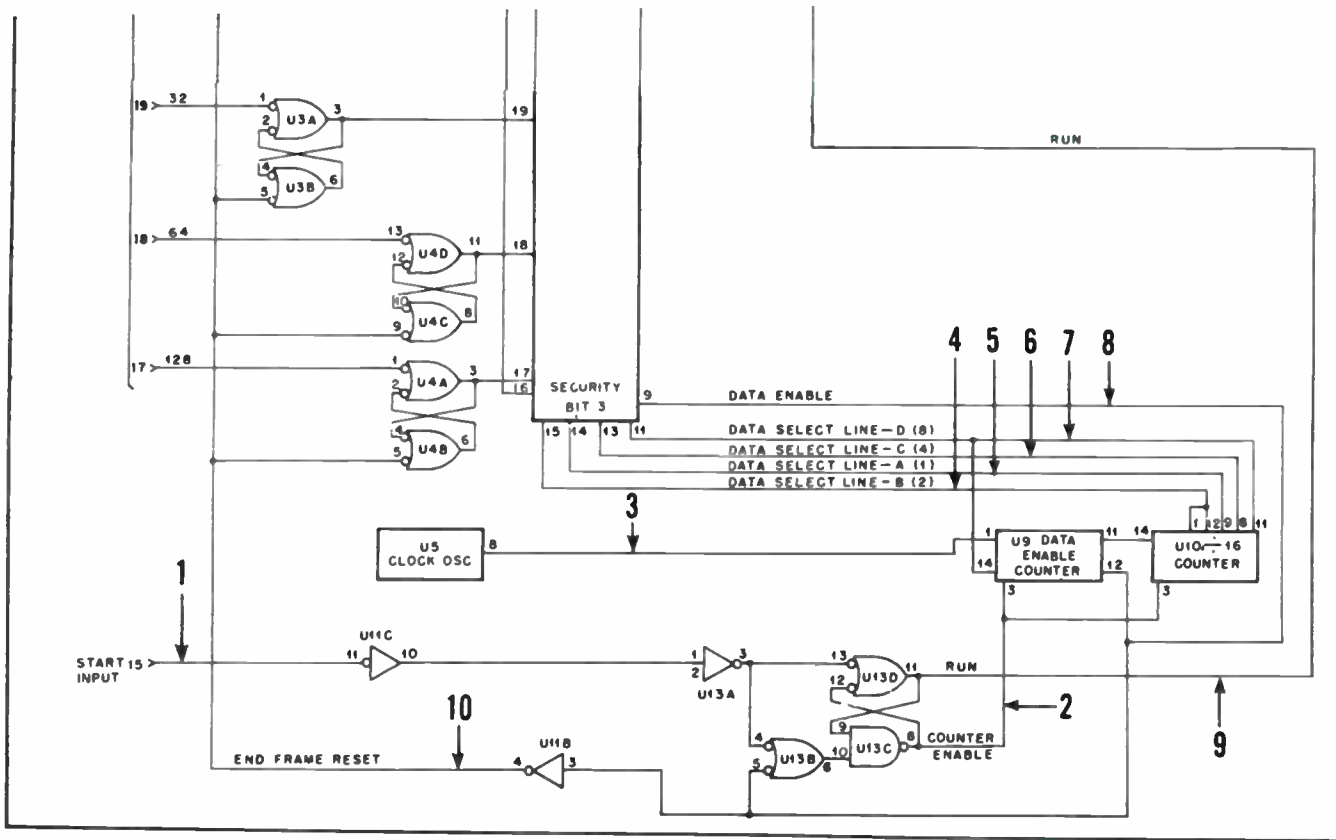 19 32
1 3
2 U3A
19
4 6
5 U3B
RUN
18 64
13 11
12 U4D
18
10 8
9 U4C
17 128
1 3
2 U4A
17
16
4 6
5 U4B
SECURITY
BIT 3
9
15 14 13 11
DATA ENABLE
DATA SELECT LINE-D (8)
DATA SELECT LINE-C (4)
DATA SELECT LINE-A (1)
DATA SELECT LINE-B (2)
4 5 6 7 8
3
U5
CLOCK OSC
8
1 U9 DATA 11
ENABLE
14 COUNTER 12
3
1 12 9 8 11
14 U10 ÷ 16
COUNTER
3
1
START 15
INPUT
U11C
11 10
1 3
2
U13A
13 11
12 U13D
RUN
9 8
10 U13C
COUNTER
ENABLE
2
9
10
END FRAME RESET
U11B
4 3
4
5 U13B 6